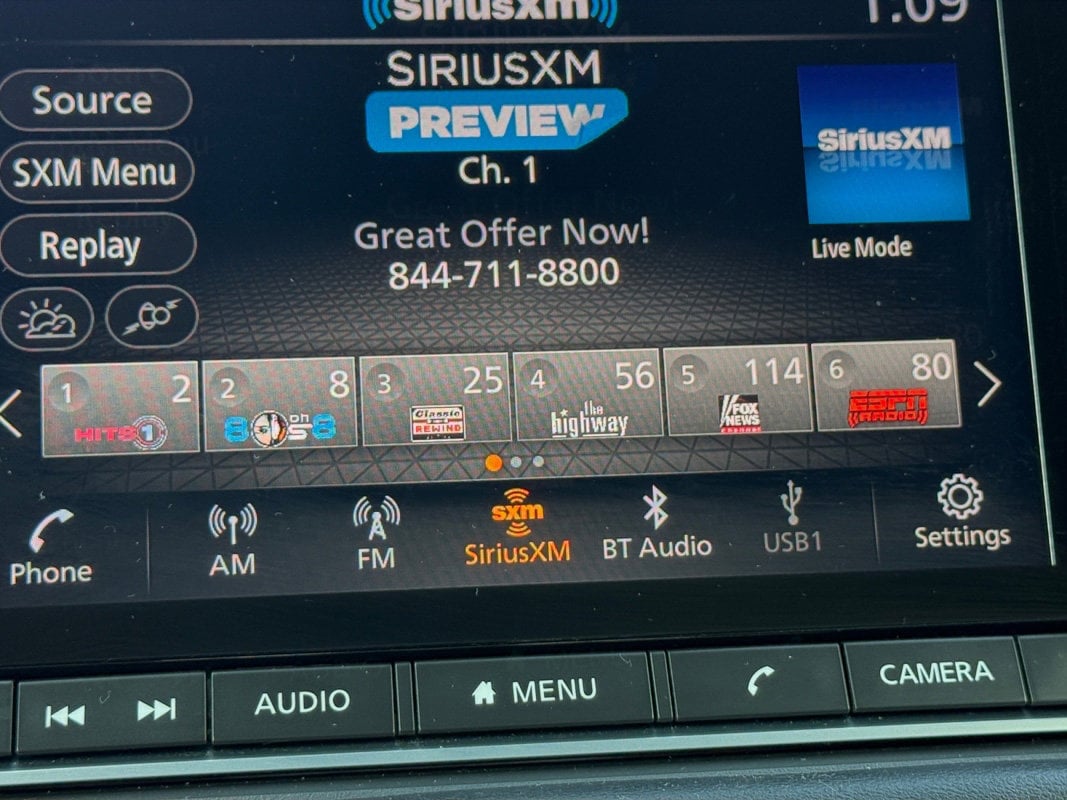 SiriusXM
1:09
SIRIUSXM
PREVIEW
Ch. 1
Source
SXM Menu
Replay
Great Offer Now!
844-711-8800
SiriusXM
Live Mode
1 2
HITS 1
2 8
80s on 8
3 25
Classic
REWIND
4 56
the
highway
5 114
FOX
NEWS
channel
6 80
ESPN
RADIO
Phone
AM
FM
sxm
SiriusXM
BT Audio
USB1
Settings
AUDIO
MENU
CAMERA